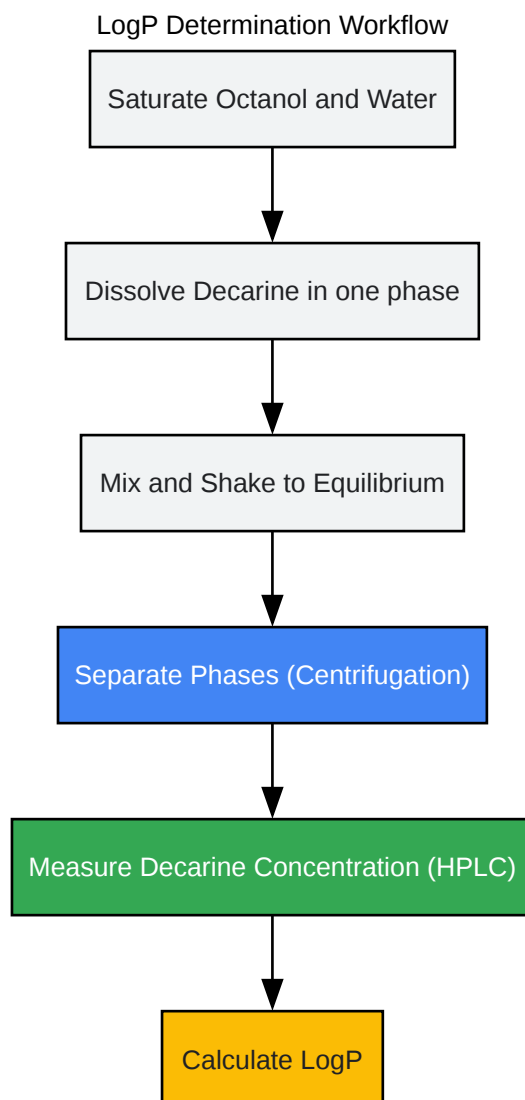 LogP Determination Workflow
Saturate Octanol and Water
Dissolve Decarine in one phase
Mix and Shake to Equilibrium
Separate Phases (Centrifugation)
Measure Decarine Concentration (HPLC)
Calculate LogP